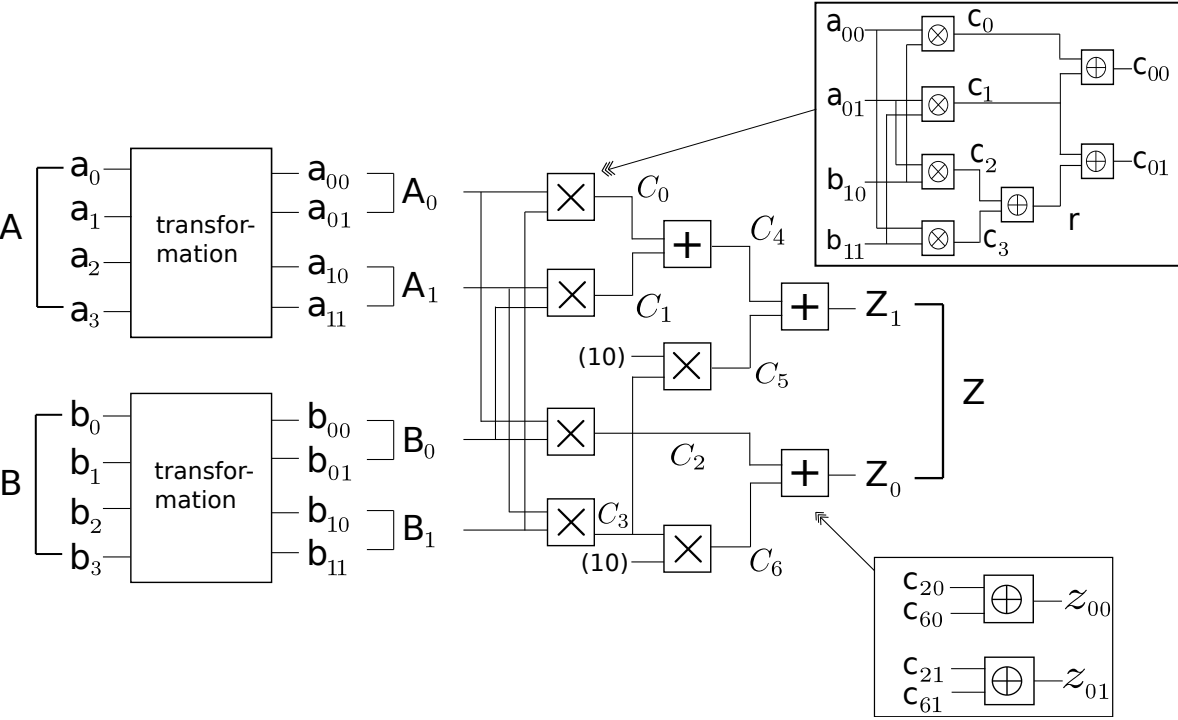 A
a₀
a₁
a₂
a₃
transfor-
mation
a₀₀
a₀₁
a₁₀
a₁₁
A₀
A₁
B
b₀
b₁
b₂
b₃
transfor-
mation
b₀₀
b₀₁
b₁₀
b₁₁
B₀
B₁
×
×
×
×
C₀
C₁
C₂
C₃
+
C₄
(10)
×
C₅
(10)
×
C₆
+
Z₁
+
Z₀
Z
a₀₀
a₀₁
b₁₀
b₁₁
⊗
⊗
⊗
⊗
c₀
c₁
c₂
c₃
⊕
r
⊕
c₀₀
⊕
c₀₁
c₂₀
c₆₀
⊕
z₀₀
c₂₁
c₆₁
⊕
z₀₁